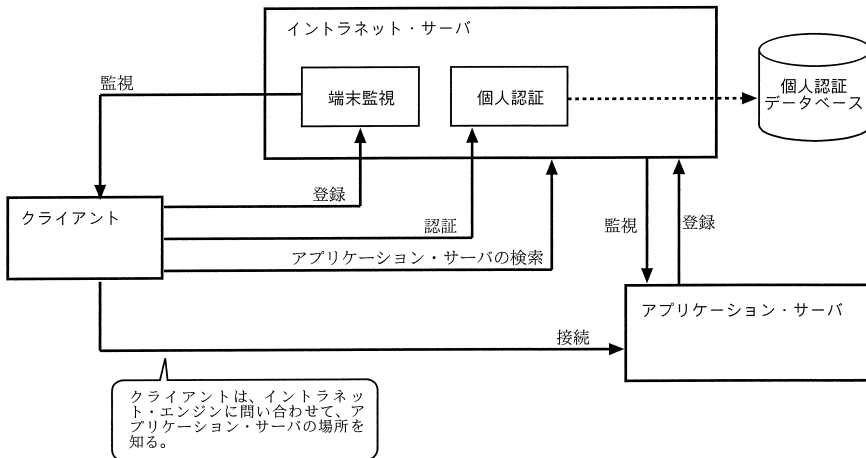 イントラネット・サーバ
監視
端末監視
個人認証
個人認証
データベース
登録
クライアント
認証
監視
登録
アプリケーション・サーバの検索
アプリケーション・サーバ
接続
クライアントは、イントラネッ
ト・エンジンに問い合わせて、ア
プリケーション・サーバの場所を
知る。